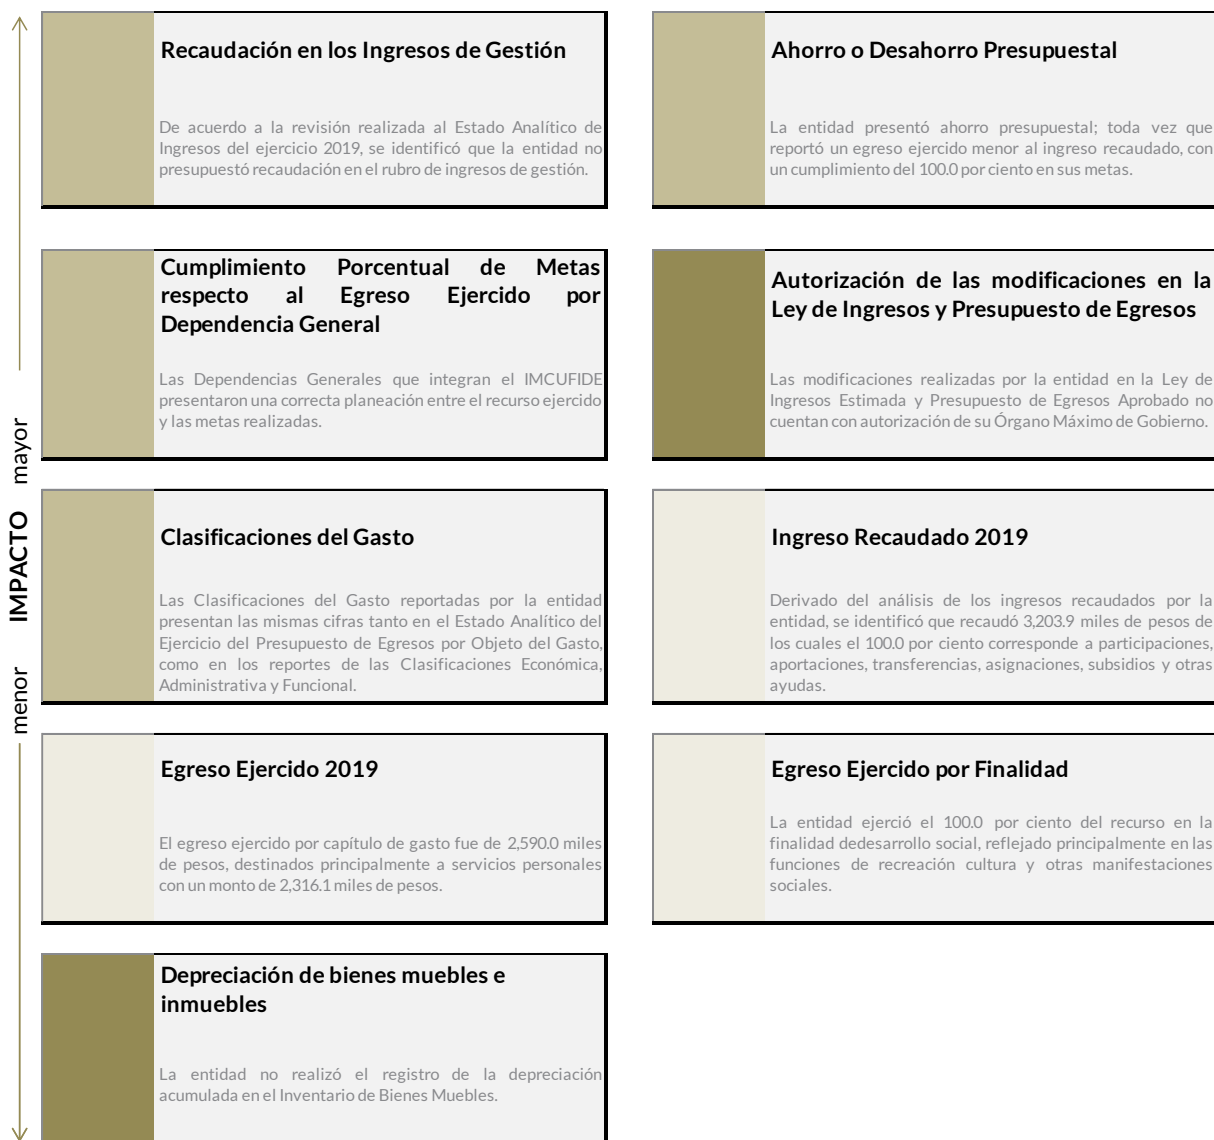 Recaudación en los Ingresos de Gestión
De acuerdo a la revisión realizada al Estado Analítico de
Ingresos del ejercicio 2019, se identificó que la entidad no
presupuestó recaudación en el rubro de ingresos de gestión.
Ahorro o Desahorro Presupuestal
La entidad presentó ahorro presupuestal; toda vez que
reportó un egreso ejercido menor al ingreso recaudado, con
un cumplimiento del 100.0 por ciento en sus metas.
Cumplimiento Porcentual de Metas
respecto al Egreso Ejercido por
Dependencia General
Las Dependencias Generales que integran el IMCUFIDE
presentaron una correcta planeación entre el recurso ejercido
y las metas realizadas.
Autorización de las modificaciones en la
Ley de Ingresos y Presupuesto de Egresos
Las modificaciones realizadas por la entidad en la Ley de
Ingresos Estimada y Presupuesto de Egresos Aprobado no
cuentan con autorización de su Órgano Máximo de Gobierno.
menor IMPACTO mayor
Clasificaciones del Gasto
Las Clasificaciones del Gasto reportadas por la entidad
presentan las mismas cifras tanto en el Estado Analítico del
Ejercicio del Presupuesto de Egresos por Objeto del Gasto,
como en los reportes de las Clasificaciones Económica,
Administrativa y Funcional.
Ingreso Recaudado 2019
Derivado del análisis de los ingresos recaudados por la
entidad, se identificó que recaudó 3,203.9 miles de pesos de
los cuales el 100.0 por ciento corresponde a participaciones,
aportaciones, transferencias, asignaciones, subsidios y otras
ayudas.
Egreso Ejercido 2019
El egreso ejercido por capítulo de gasto fue de 2,590.0 miles
de pesos, destinados principalmente a servicios personales
con un monto de 2,316.1 miles de pesos.
Egreso Ejercido por Finalidad
La entidad ejerció el 100.0 por ciento del recurso en la
finalidad dedesarrollo social, reflejado principalmente en las
funciones de recreación cultura y otras manifestaciones
sociales.
Depreciación de bienes muebles e
inmuebles
La entidad no realizó el registro de la depreciación
acumulada en el Inventario de Bienes Muebles.